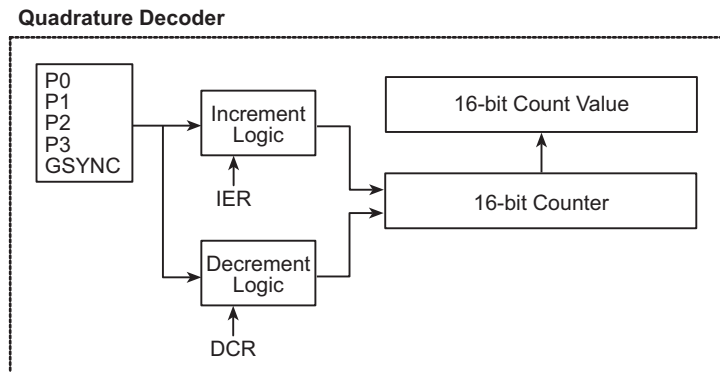 Quadrature Decoder
P0
P1
P2
P3
GSYNC
Increment
Logic
IER
Decrement
Logic
DCR
16-bit Count Value
16-bit Counter